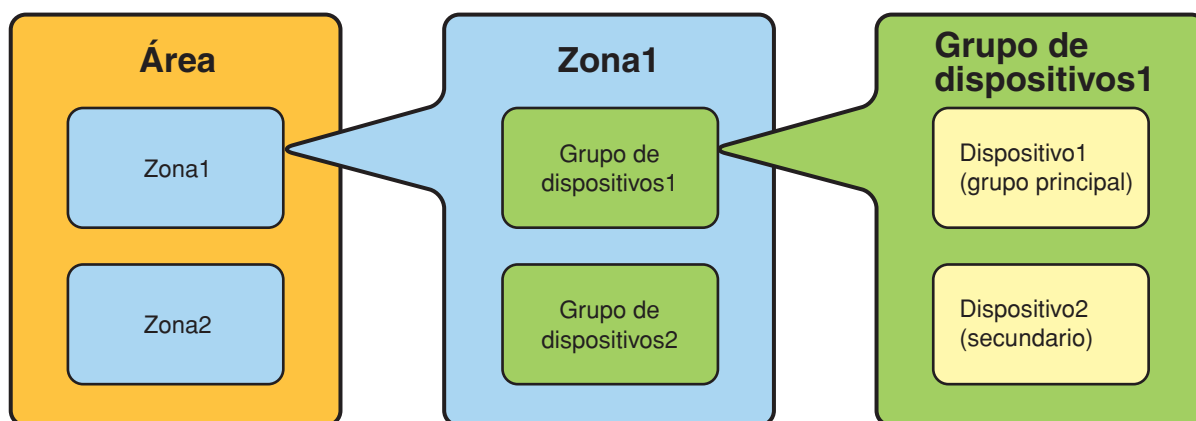 Área
Zona1
Zona2
Zona1
Grupo de
dispositivos1
Grupo de
dispositivos2
Grupo de
dispositivos1
Dispositivo1
(grupo principal)
Dispositivo2
(secundario)